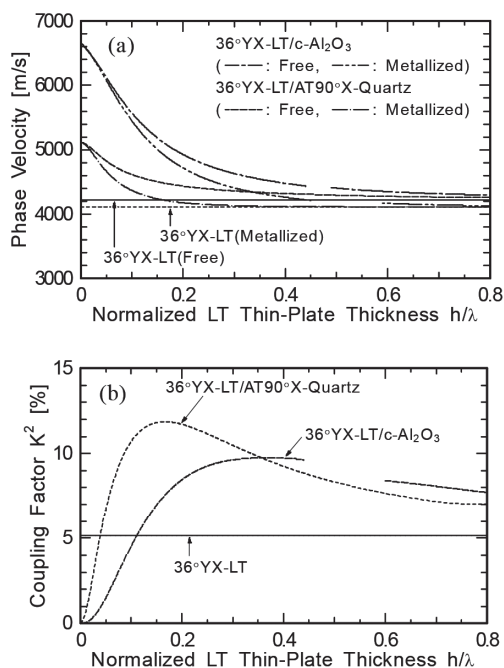 (a)
36°YX-LT/c-Al₂O₃
( : Free, : Metallized)
36°YX-LT/AT90°X-Quartz
( : Free, : Metallized)
7000
6000
5000
4000
3000
Phase Velocity [m/s]
36°YX-LT(Metallized)
36°YX-LT(Free)
0 0.2 0.4 0.6 0.8
Normalized LT Thin-Plate Thickness h/λ
(b)
15
10
5
0
Coupling Factor K² [%]
36°YX-LT/AT90°X-Quartz
36°YX-LT/c-Al₂O₃
36°YX-LT
0 0.2 0.4 0.6 0.8
Normalized LT Thin-Plate Thickness h/λ